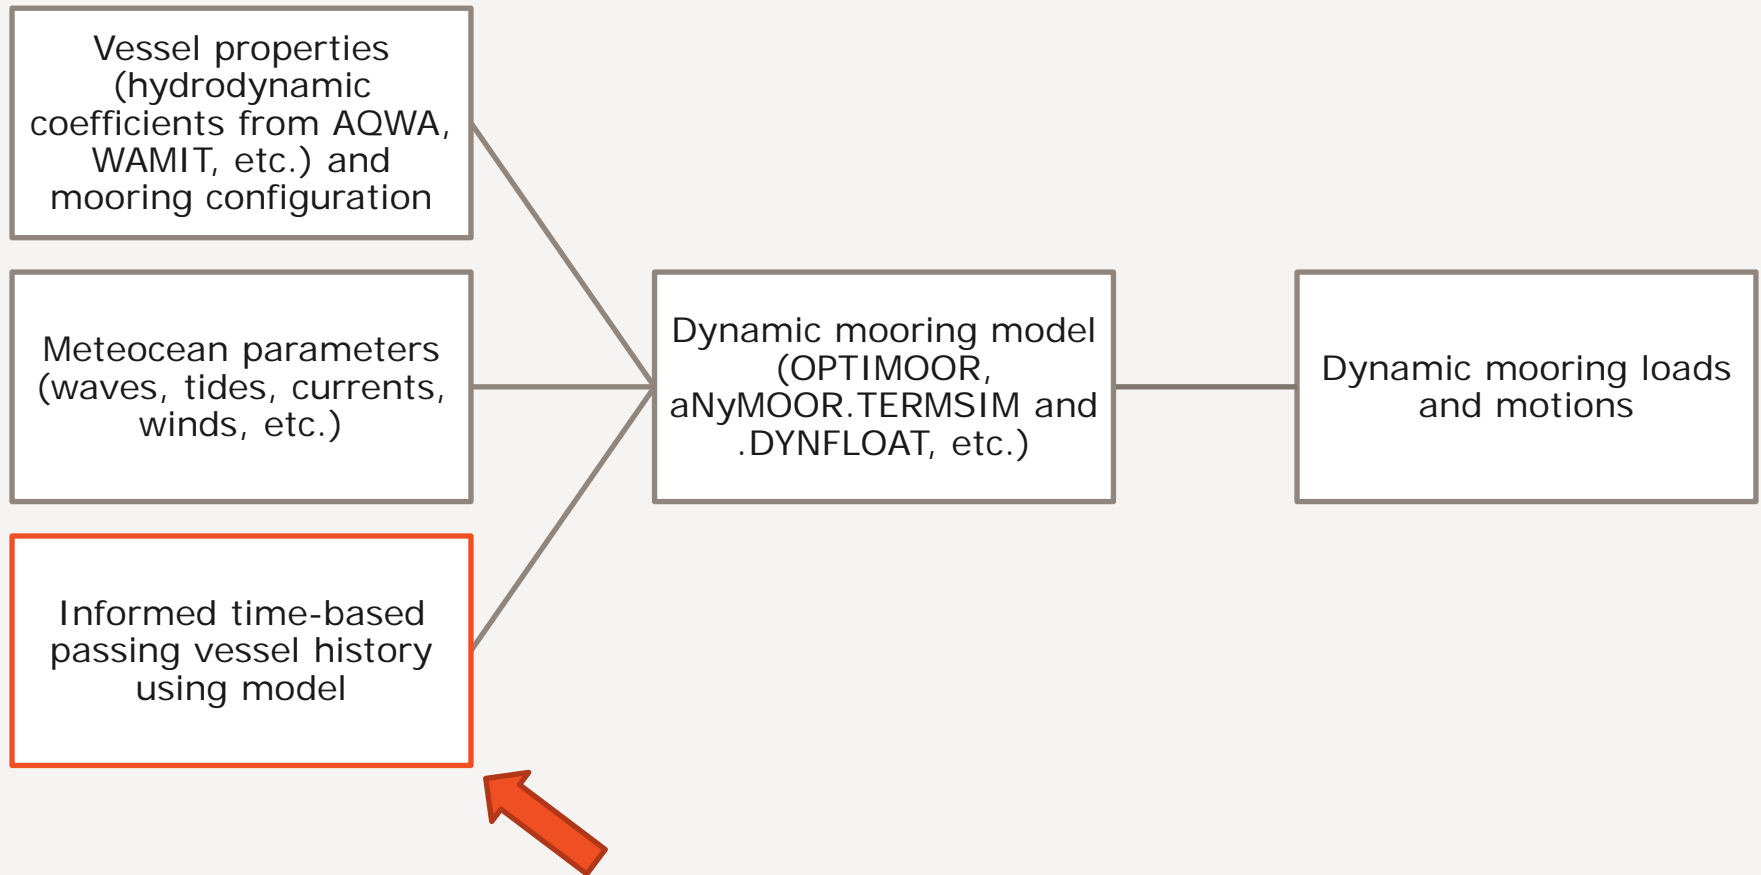 Vessel properties
(hydrodynamic
coefficients from AQWA,
WAMIT, etc.) and
mooring configuration
Meteocean parameters
(waves, tides, currents,
winds, etc.)
Informed time-based
passing vessel history
using model
Dynamic mooring model
(OPTIMOOR,
aNyMOOR.TERMSIM and
.DYNFLOAT, etc.)
Dynamic mooring loads
and motions